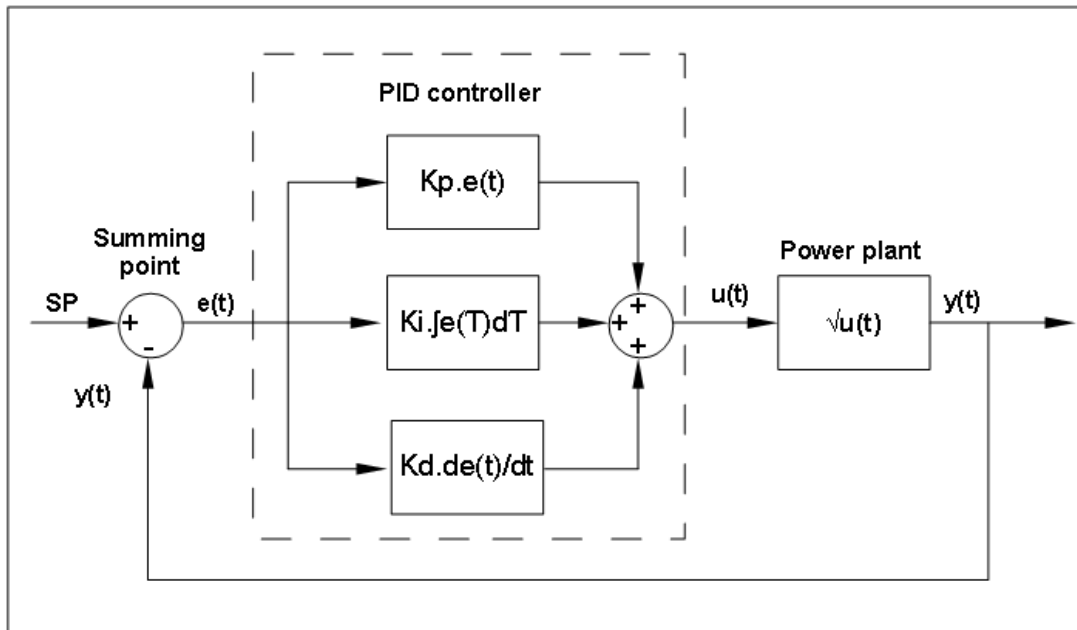 PID controller
Kp.e(t)
Summing
point
Power plant
SP
+
-
e(t)
Ki.∫e(T)dT
+
+
+
u(t)
√u(t)
y(t)
y(t)
Kd.de(t)/dt